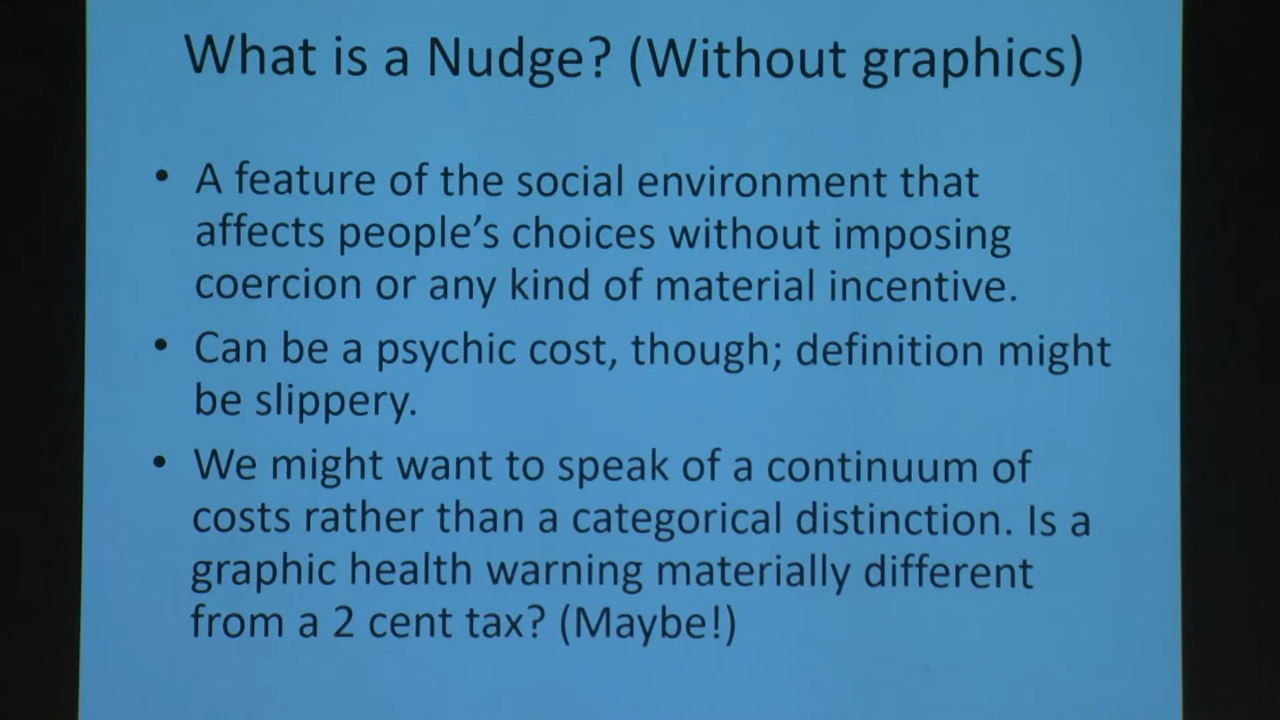 What is a Nudge? (Without graphics)
• A feature of the social environment that
affects people's choices without imposing
coercion or any kind of material incentive.
• Can be a psychic cost, though; definition might
be slippery.
• We might want to speak of a continuum of
costs rather than a categorical distinction. Is a
graphic health warning materially different
from a 2 cent tax? (Maybe!)